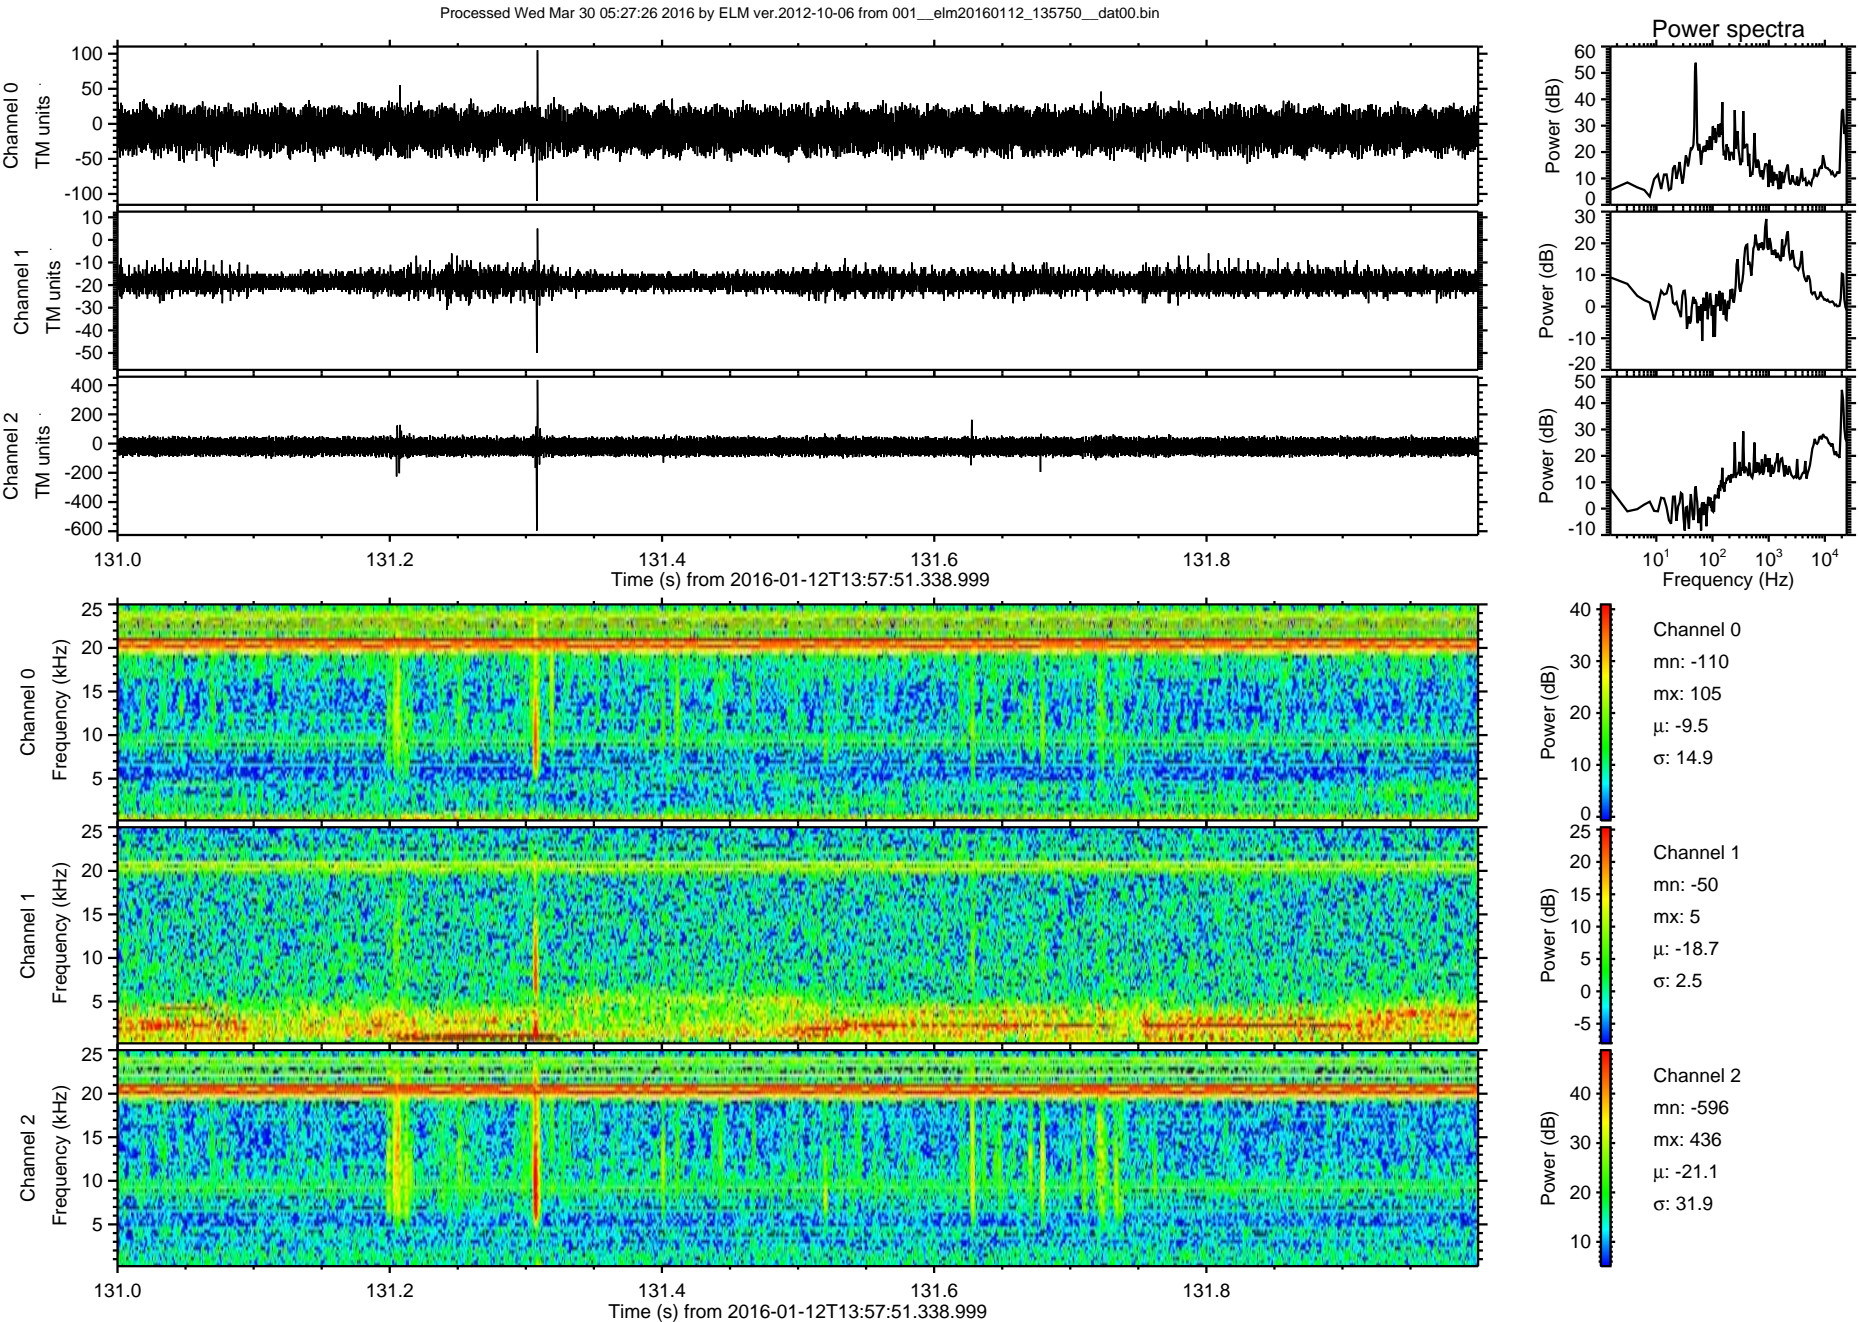 Processed Wed Mar 30 05:27:26 2016 by ELM ver.2012-10-06 from 001__elm20160112_135750__dat00.bin
Power spectra
Channel 0
TM units
100
50
0
-50
-100
Power (dB)
60
50
40
30
20
10
0
Channel 1
TM units
10
0
-10
-20
-30
-40
-50
Power (dB)
30
20
10
0
-10
-20
Channel 2
TM units
400
200
0
-200
-400
-600
Power (dB)
50
40
30
20
10
0
-10
131.0 131.2 131.4 131.6 131.8
Time (s) from 2016-01-12T13:57:51.338.999
10¹ 10² 10³ 10⁴
Frequency (Hz)
Channel 0
Frequency (kHz)
25
20
15
10
5
Power (dB)
40
30
20
10
0
Channel 0
mn: -110
mx: 105
μ: -9.5
σ: 14.9
Channel 1
Frequency (kHz)
25
20
15
10
5
Power (dB)
25
20
15
10
5
0
-5
Channel 1
mn: -50
mx: 5
μ: -18.7
σ: 2.5
Channel 2
Frequency (kHz)
25
20
15
10
5
Power (dB)
40
30
20
10
Channel 2
mn: -596
mx: 436
μ: -21.1
σ: 31.9
131.0 131.2 131.4 131.6 131.8
Time (s) from 2016-01-12T13:57:51.338.999